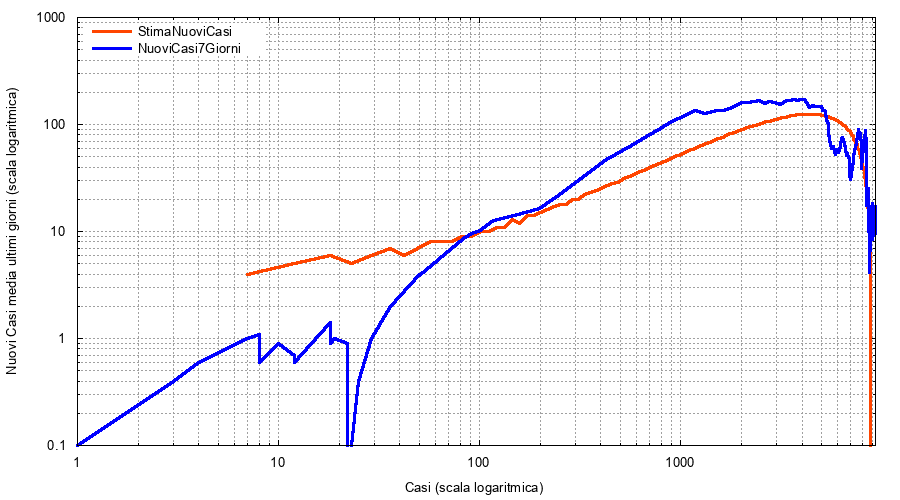 1000
StimaNuoviCasi
NuoviCasi7Giorni
100
10
1
0.1
Nuovi Casi media ultimi giorni (scala logaritmica)
1
10
100
1000
Casi (scala logaritmica)